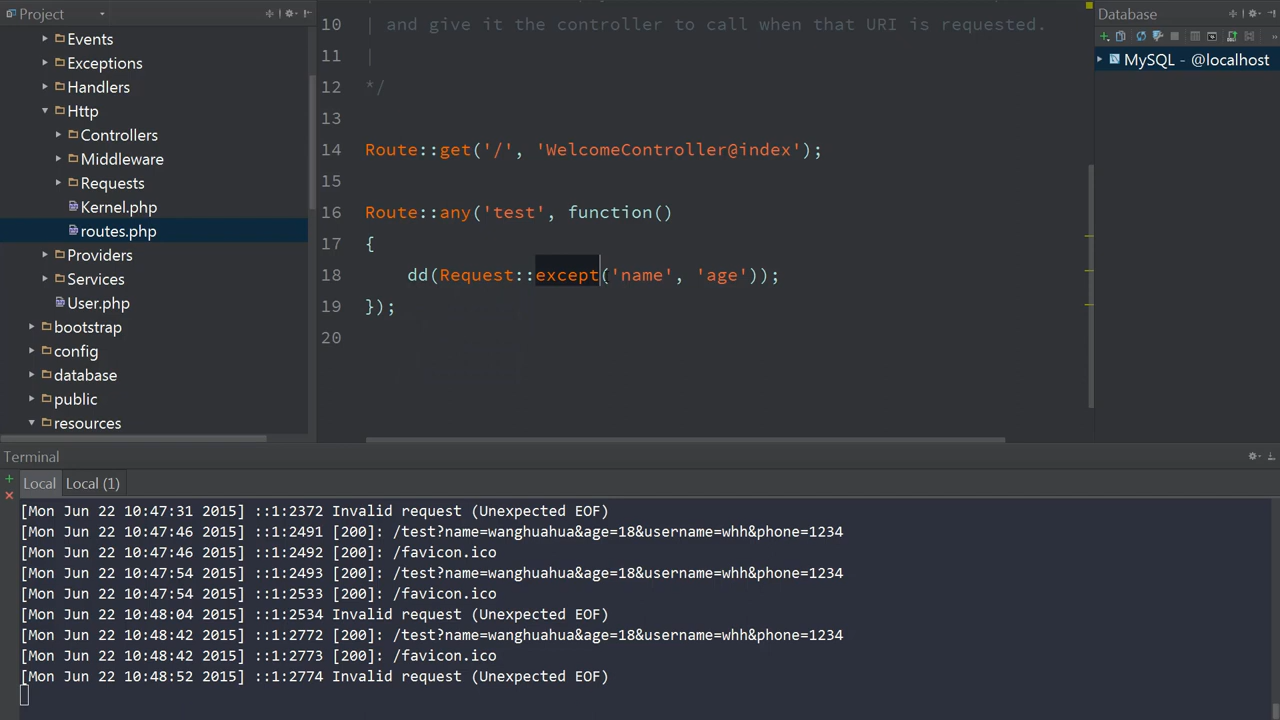 Project
Events
Exceptions
Handlers
Http
Controllers
Middleware
Requests
Kernel.php
routes.php
Providers
Services
User.php
bootstrap
config
database
public
resources
10 | and give it the controller to call when that URI is requested.
11 |
12 */
13
14 Route::get('/', 'WelcomeController@index');
15
16 Route::any('test', function()
17 {
18 dd(Request::except('name', 'age'));
19 });
20
Database
MySQL - @localhost
Terminal
Local Local (1)
[Mon Jun 22 10:47:31 2015] ::1:2372 Invalid request (Unexpected EOF)
[Mon Jun 22 10:47:46 2015] ::1:2491 [200]: /test?name=wanghuahua&age=18&username=whh&phone=1234
[Mon Jun 22 10:47:46 2015] ::1:2492 [200]: /favicon.ico
[Mon Jun 22 10:47:54 2015] ::1:2493 [200]: /test?name=wanghuahua&age=18&username=whh&phone=1234
[Mon Jun 22 10:47:54 2015] ::1:2533 [200]: /favicon.ico
[Mon Jun 22 10:48:04 2015] ::1:2534 Invalid request (Unexpected EOF)
[Mon Jun 22 10:48:42 2015] ::1:2772 [200]: /test?name=wanghuahua&age=18&username=whh&phone=1234
[Mon Jun 22 10:48:42 2015] ::1:2773 [200]: /favicon.ico
[Mon Jun 22 10:48:52 2015] ::1:2774 Invalid request (Unexpected EOF)